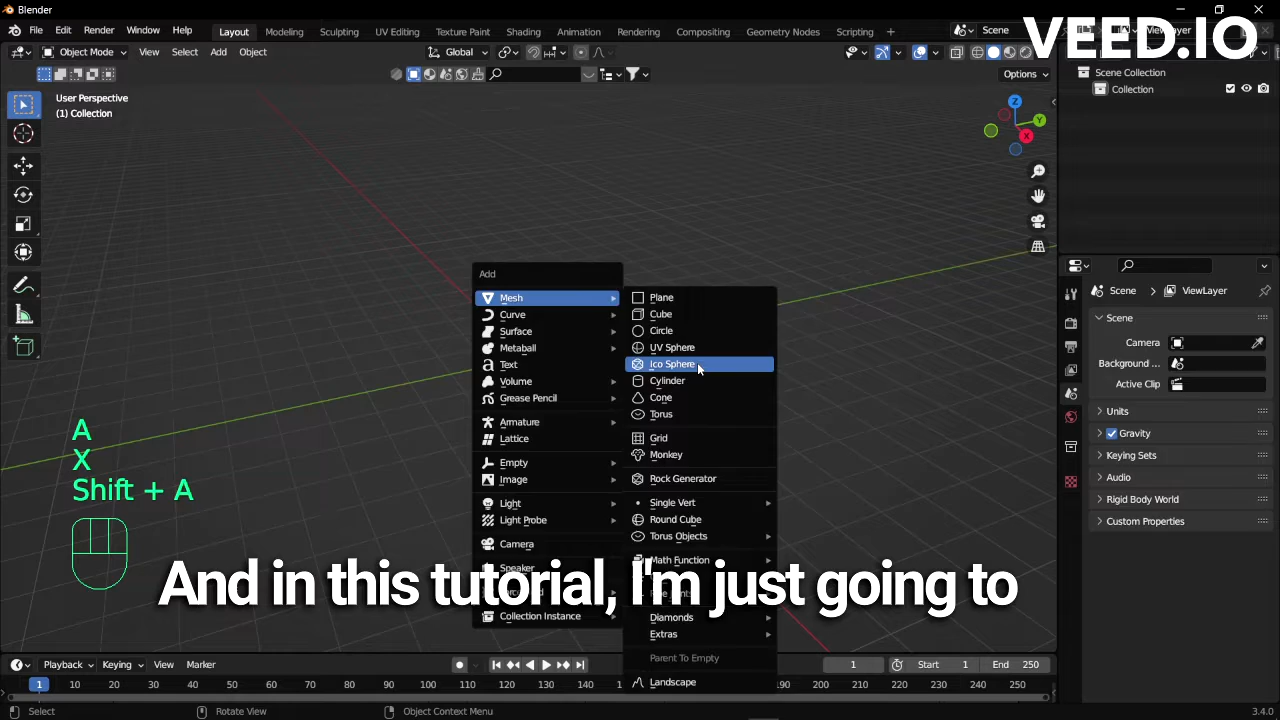 Blender
File Edit Render Window Help Layout Modeling Sculpting UV Editing Texture Paint Shading Animation Rendering Compositing Geometry Nodes Scripting + Scene ViewLayer
VEED.IO
Object Mode View Select Add Object Global
Options
User Perspective
(1) Collection
Z
Y
X
Scene Collection
Collection
Scene ViewLayer
Scene
Camera
Background ...
Active Clip
Units
Gravity
Keying Sets
Audio
Rigid Body World
Custom Properties
Add
Mesh
Curve
Surface
Metaball
Text
Volume
Grease Pencil
Armature
Lattice
Empty
Image
Light
Light Probe
Camera
Speaker
Collection Instance
Plane
Cube
Circle
UV Sphere
Ico Sphere
Cylinder
Cone
Torus
Grid
Monkey
Rock Generator
Single Vert
Round Cube
Torus Objects
Math Function
Diamonds
Extras
Parent To Empty
Landscape
A
X
Shift + A
And in this tutorial, I'm just going to
Playback Keying View Marker 1 Start 1 End 250
1 10 20 30 40 50 60 70 80 90 100 110 120 130 140 190 200 210 220 230 240 250
Select Rotate View Object Context Menu 3.4.0